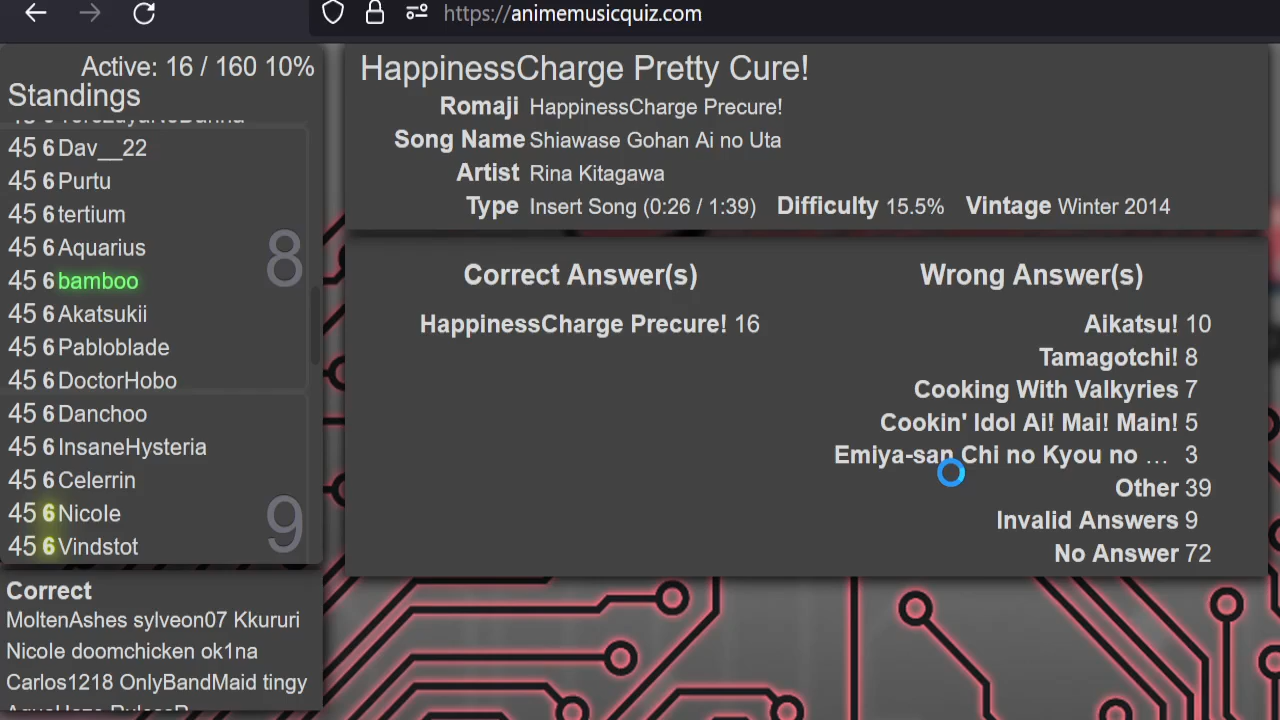 https://animemusicquiz.com
Active: 16 / 160 10%
Standings
45 6 Dav__22
45 6 Purtu
45 6 tertium
45 6 Aquarius
8
45 6 bamboo
45 6 Akatsukii
45 6 Pabloblade
45 6 DoctorHobo
45 6 Danchoo
45 6 InsaneHysteria
45 6 Celerrin
45 6 Nicole
9
45 6 Vindstot
Correct
MoltenAshes sylveon07 Kkururi
Nicole doomchicken ok1na
Carlos1218 OnlyBandMaid tingy
HappinessCharge Pretty Cure!
Romaji HappinessCharge Precure!
Song Name Shiawase Gohan Ai no Uta
Artist Rina Kitagawa
Type Insert Song (0:26 / 1:39) Difficulty 15.5% Vintage Winter 2014
Correct Answer(s)
HappinessCharge Precure! 16
Wrong Answer(s)
Aikatsu! 10
Tamagotchi! 8
Cooking With Valkyries 7
Cookin' Idol Ai! Mai! Main! 5
Emiya-san Chi no Kyou no ... 3
Other 39
Invalid Answers 9
No Answer 72